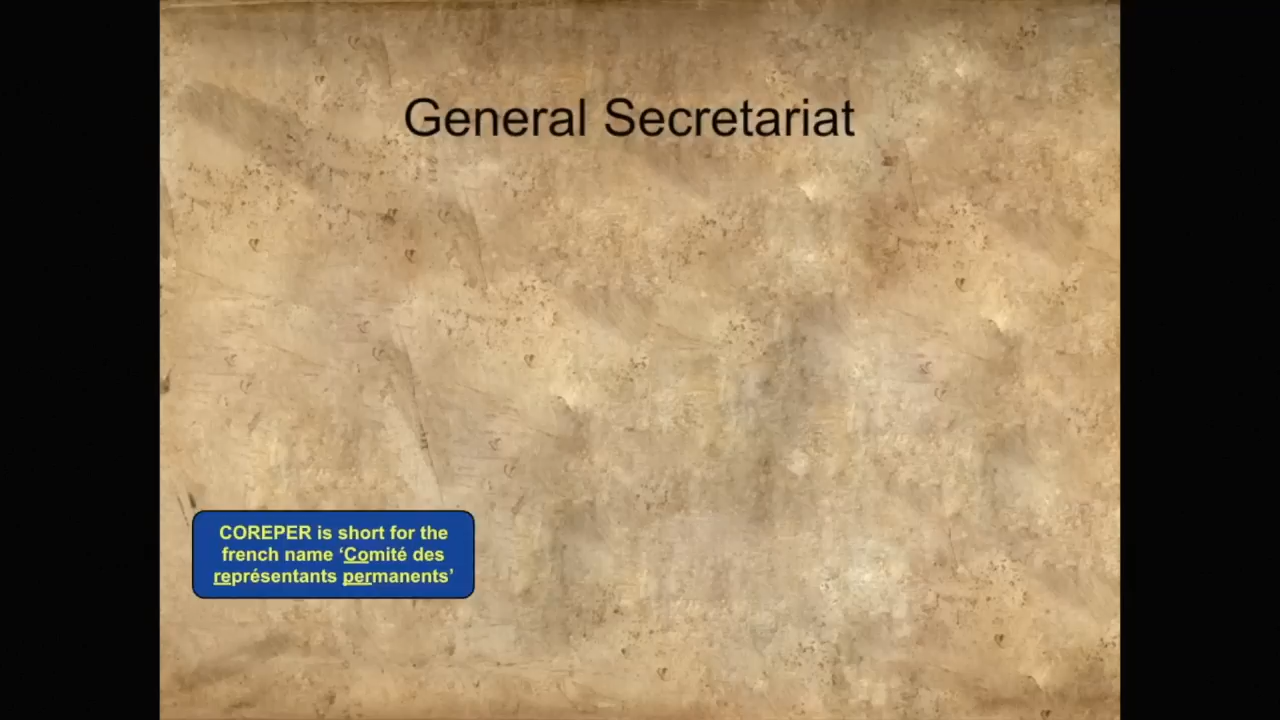 General Secretariat
COREPER is short for the
french name ‘Comité des
représentants permanents’